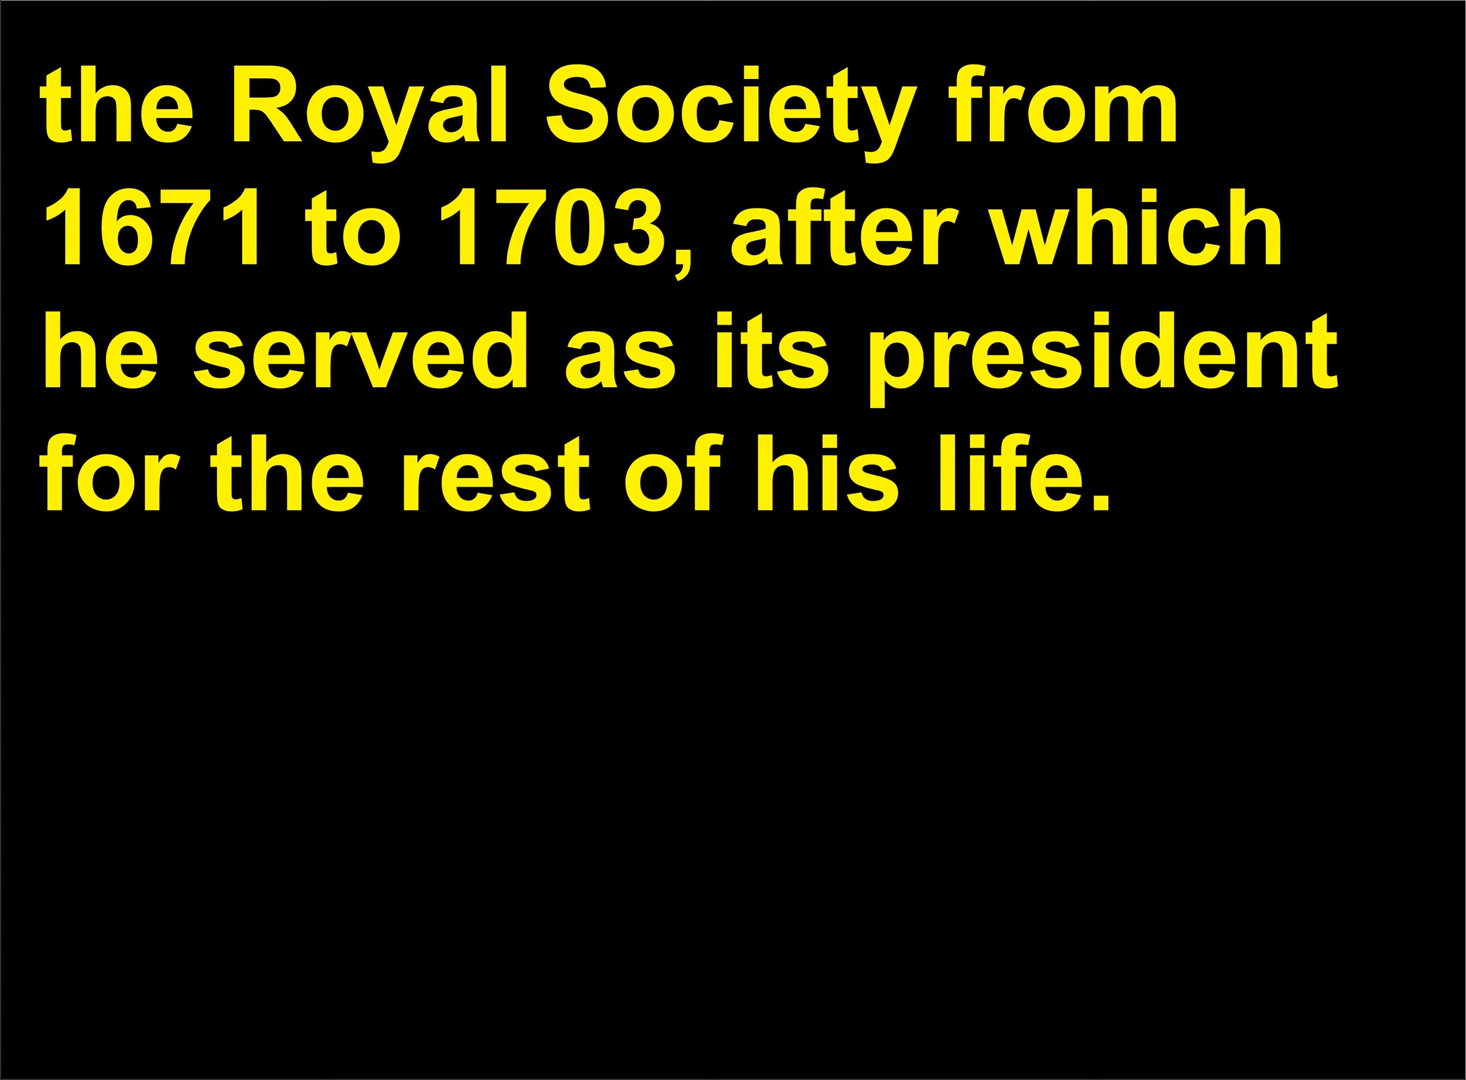 the Royal Society from
1671 to 1703, after which
he served as its president
for the rest of his life.